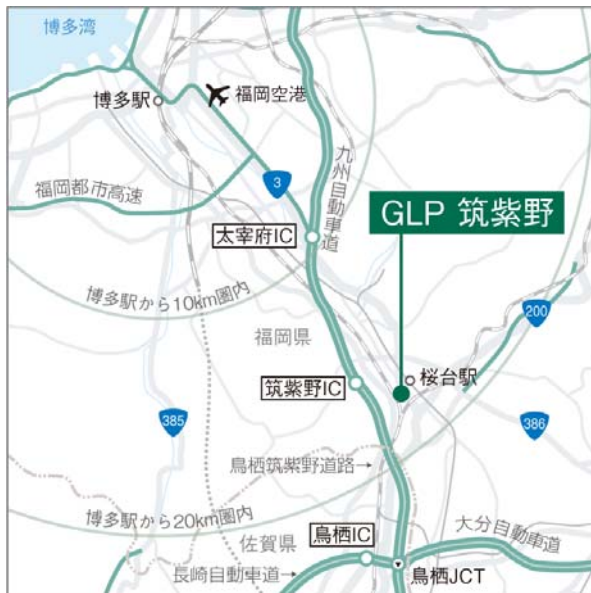 博多湾
博多駅
福岡空港
九州自動車道
福岡都市高速
3
GLP 筑紫野
太宰府IC
博多駅から10km圏内
200
福岡県
桜台駅
筑紫野IC
385
386
鳥栖筑紫野道路→
博多駅から20km圏内
鳥栖IC
大分自動車道
佐賀県
長崎自動車道→
鳥栖JCT